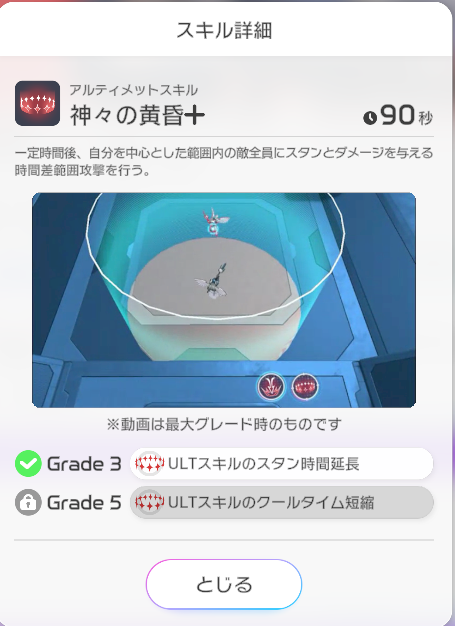 スキル詳細
アルティメットスキル
神々の黄昏+
90秒
一定時間後、自分を中心とした範囲内の敵全員にスタンとダメージを与える
時間差範囲攻撃を行う。
※動画は最大グレード時のものです
Grade 3 ULTスキルのスタン時間延長
Grade 5 ULTスキルのクールタイム短縮
とじる